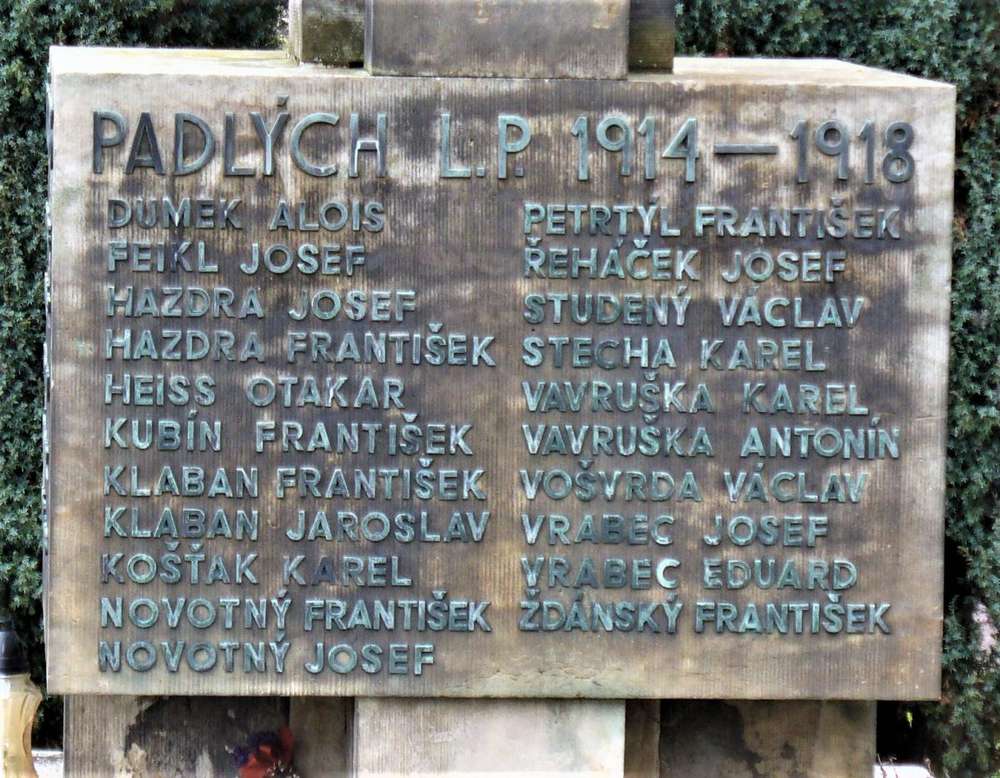 PADLÝCH L.P. 1914 — 1918
DUMEK ALOIS
FEIKL JOSEF
HAZDRA JOSEF
HAZDRA FRANTIŠEK
HEISS OTAKAR
KUBÍN FRANTIŠEK
KLABAN FRANTIŠEK
KLABAN JAROSLAV
KOŠŤAK KAREL
NOVOTNÝ FRANTIŠEK
NOVOTNÝ JOSEF
PETRTÝL FRANTIŠEK
ŘEHÁČEK JOSEF
STUDENÝ VÁCLAV
STECHA KAREL
VAVRUŠKA KAREL
VAVRUŠKA ANTONÍN
VOŠVRDA VÁCLAV
VRABEC JOSEF
VRABEC EDUARD
ŽDÁNSKÝ FRANTIŠEK